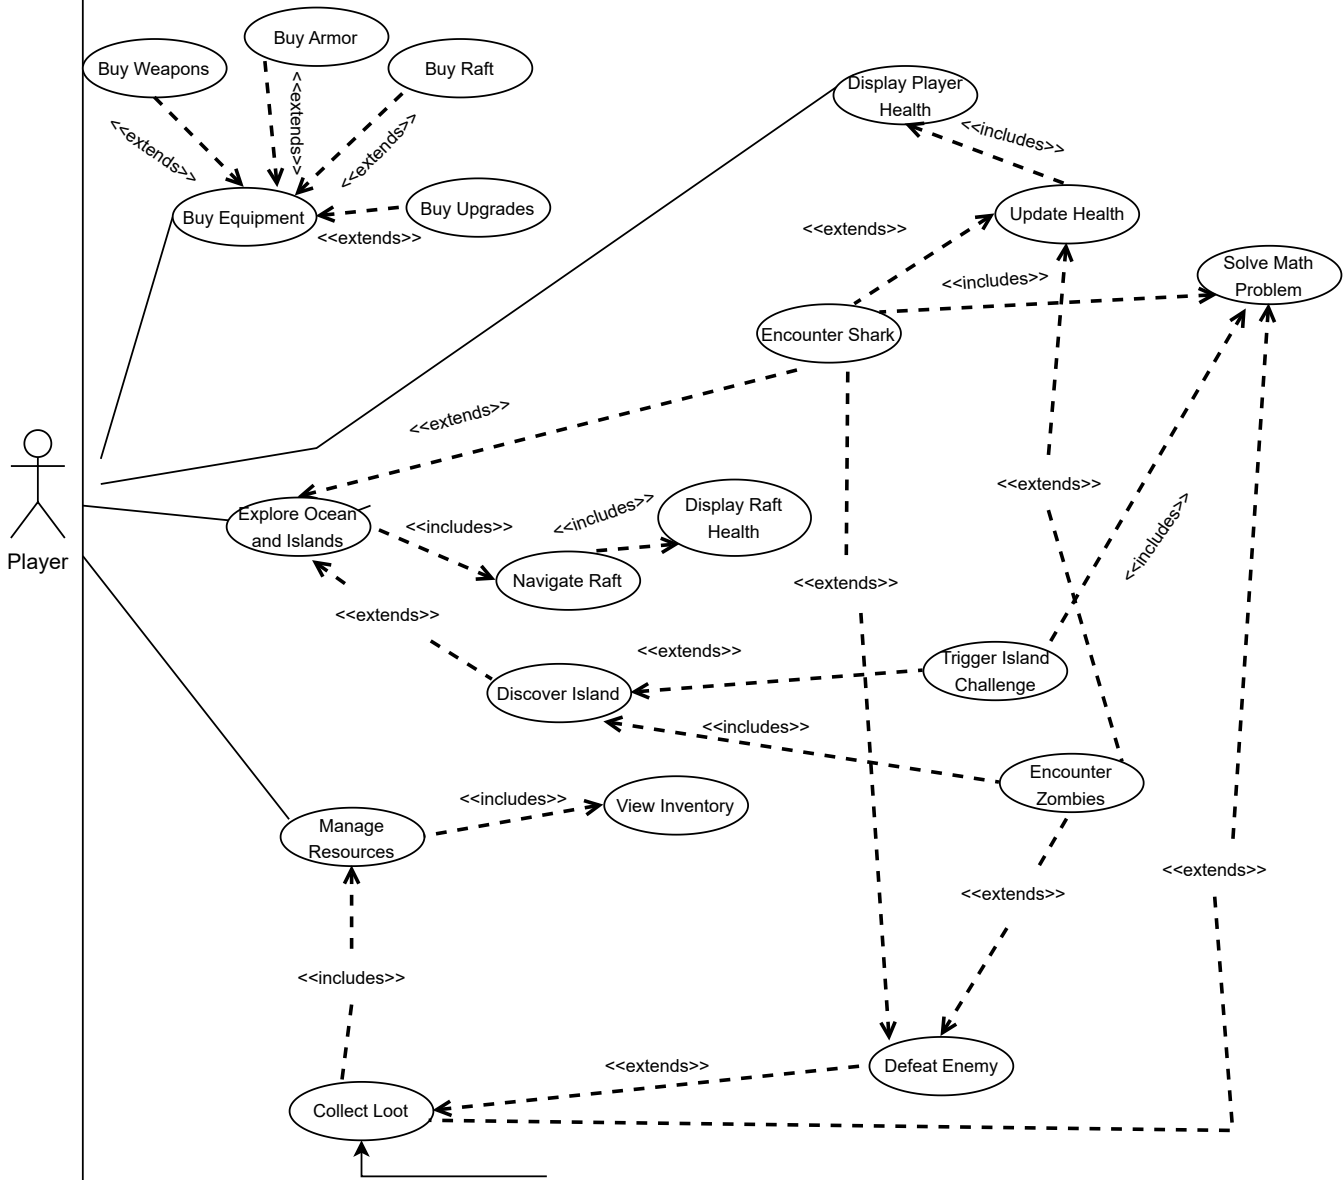 Buy Armor
Buy Weapons
Buy Raft
<<extends>>
<<extends>>
<<extends>>
Buy Equipment
Buy Upgrades
<<extends>>
Display Player
Health
<<includes>>
Update Health
<<extends>>
<<includes>>
Solve Math
Problem
Encounter Shark
<<extends>>
Player
Explore Ocean
and Islands
<<includes>>
<<includes>>
Display Raft
Health
<<extends>>
<<includes>>
Navigate Raft
<<extends>>
<<extends>>
<<extends>>
Trigger Island
Challenge
Discover Island
<<includes>>
Encounter
Zombies
Manage
Resources
<<includes>>
View Inventory
<<extends>>
<<extends>>
<<includes>>
<<extends>>
Defeat Enemy
Collect Loot